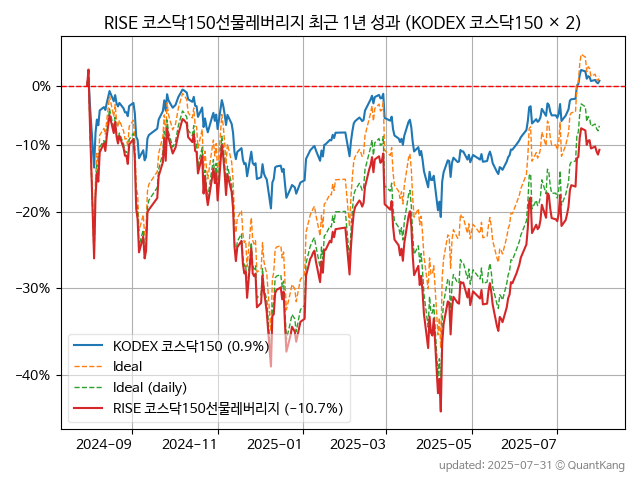 RISE 코스닥150선물레버리지 최근 1년 성과 (KODEX 코스닥150 × 2)
0%
−10%
−20%
−30%
−40%
KODEX 코스닥150 (0.9%)
Ideal
Ideal (daily)
RISE 코스닥150선물레버리지 (−10.7%)
2024−09 2024−11 2025−01 2025−03 2025−05 2025−07
updated: 2025-07-31 © QuantKang